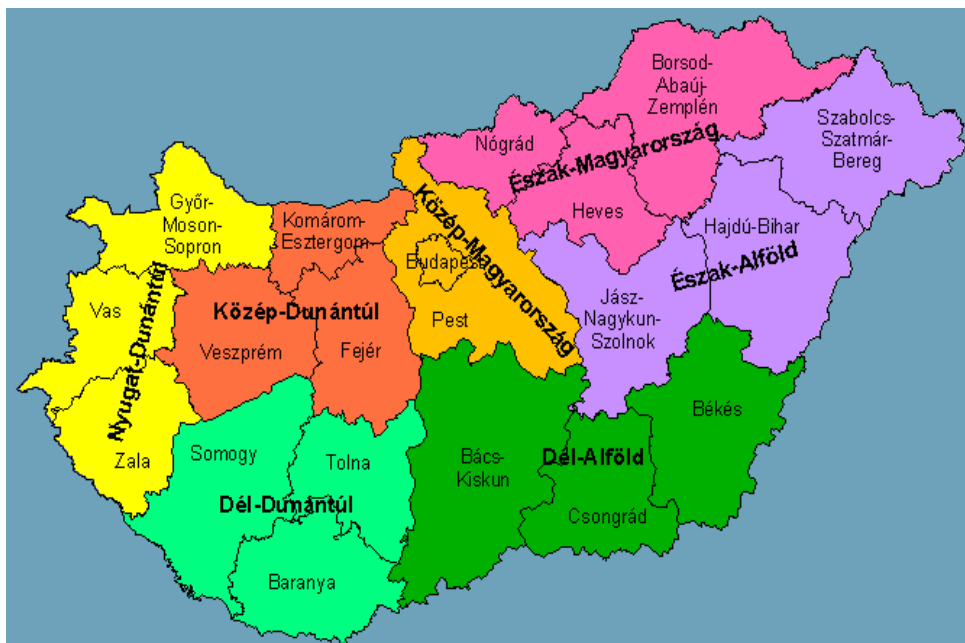 Borsod-
Abaúj-
Zemplén
Szabolcs-
Szatmár-
Bereg
Nógrád
Észak-Magyarország
Heves
Győr-
Moson-
Sopron
Komárom-
Esztergom
Közép-Magyarország
Budapest
Pest
Hajdú-Bihar
Észak-Alföld
Jász-
Nagykun-
Szolnok
Vas
Nyugat-Dunántúl
Zala
Közép-Dunántúl
Veszprém
Fejér
Somogy
Tolna
Dél-Dunántúl
Baranya
Bács-
Kiskun
Dél-Alföld
Csongrád
Békés